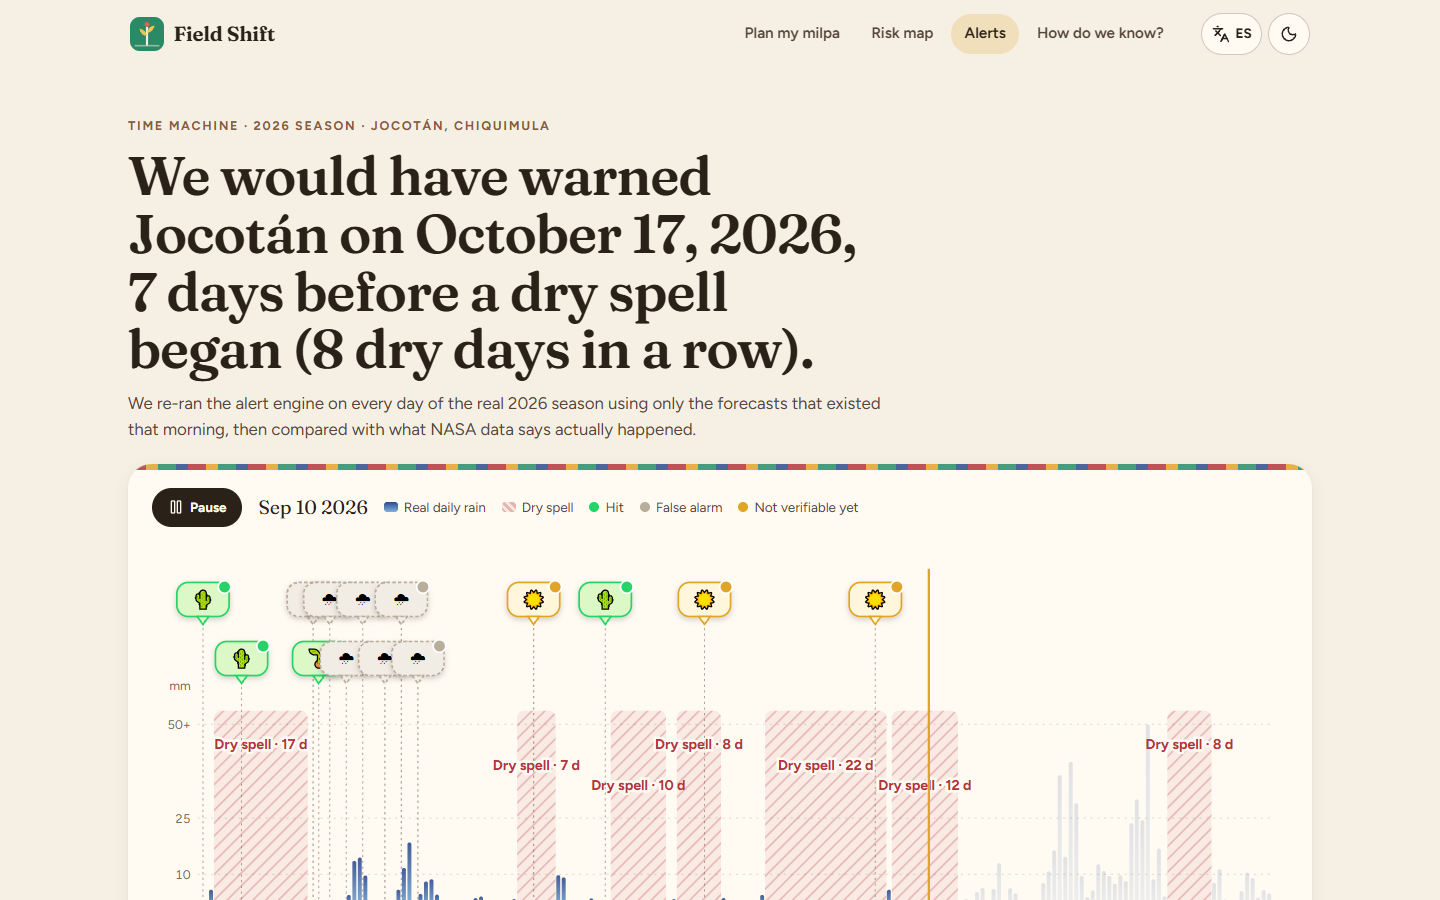 Field Shift
Plan my milpa
Risk map
Alerts
How do we know?
ES
TIME MACHINE · 2026 SEASON · JOCOTÁN, CHIQUIMULA
We would have warned
Jocotán on October 17, 2026,
7 days before a dry spell
began (8 dry days in a row).
We re-ran the alert engine on every day of the real 2026 season using only the forecasts that existed
that morning, then compared with what NASA data says actually happened.
Pause
Sep 10 2026
Real daily rain
Dry spell
Hit
False alarm
Not verifiable yet
mm
50+
Dry spell · 17 d
Dry spell · 8 d
Dry spell · 8 d
Dry spell · 7 d
Dry spell · 22 d
Dry spell · 10 d
Dry spell · 12 d
25
10